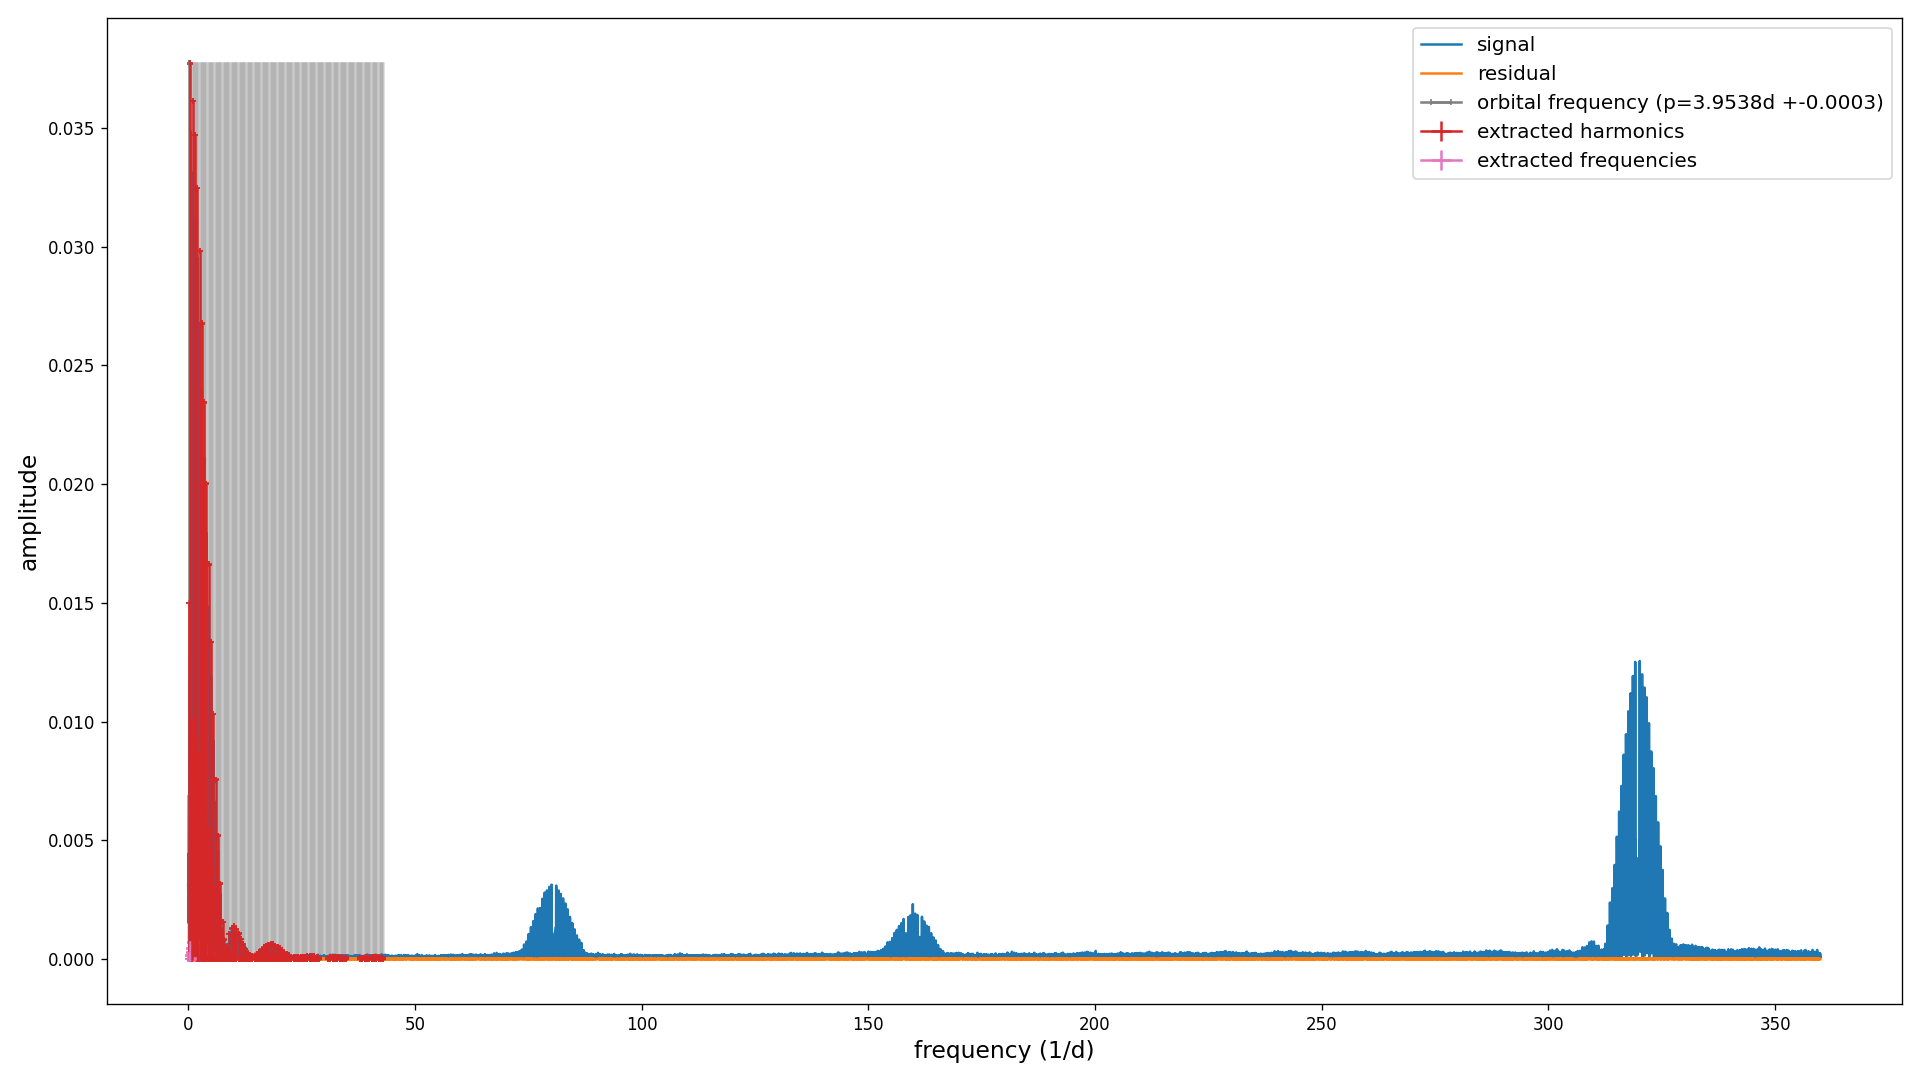 signal
residual
orbital frequency (p=3.9538d +-0.0003)
extracted harmonics
extracted frequencies
amplitude
0.035
0.030
0.025
0.020
0.015
0.010
0.005
0.000
0 50 100 150 200 250 300 350
frequency (1/d)